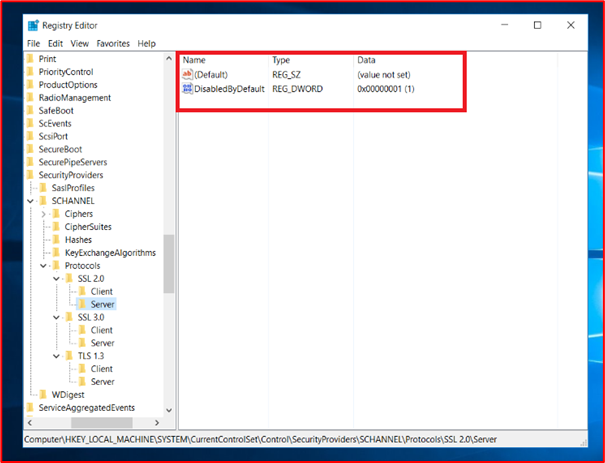 Registry Editor
File Edit View Favorites Help
Print
PriorityControl
ProductOptions
RadioManagement
SafeBoot
ScEvents
ScsiPort
SecureBoot
SecurePipeServers
SecurityProviders
SaslProfiles
SCHANNEL
Ciphers
CipherSuites
Hashes
KeyExchangeAlgorithms
Protocols
SSL 2.0
Client
Server
SSL 3.0
Client
Server
TLS 1.3
Client
Server
WDigest
ServiceAggregatedEvents
Name Type Data
ab (Default) REG_SZ (value not set)
DisabledByDefault REG_DWORD 0x00000001 (1)
Computer\HKEY_LOCAL_MACHINE\SYSTEM\CurrentControlSet\Control\SecurityProviders\SCHANNEL\Protocols\SSL 2.0\Server